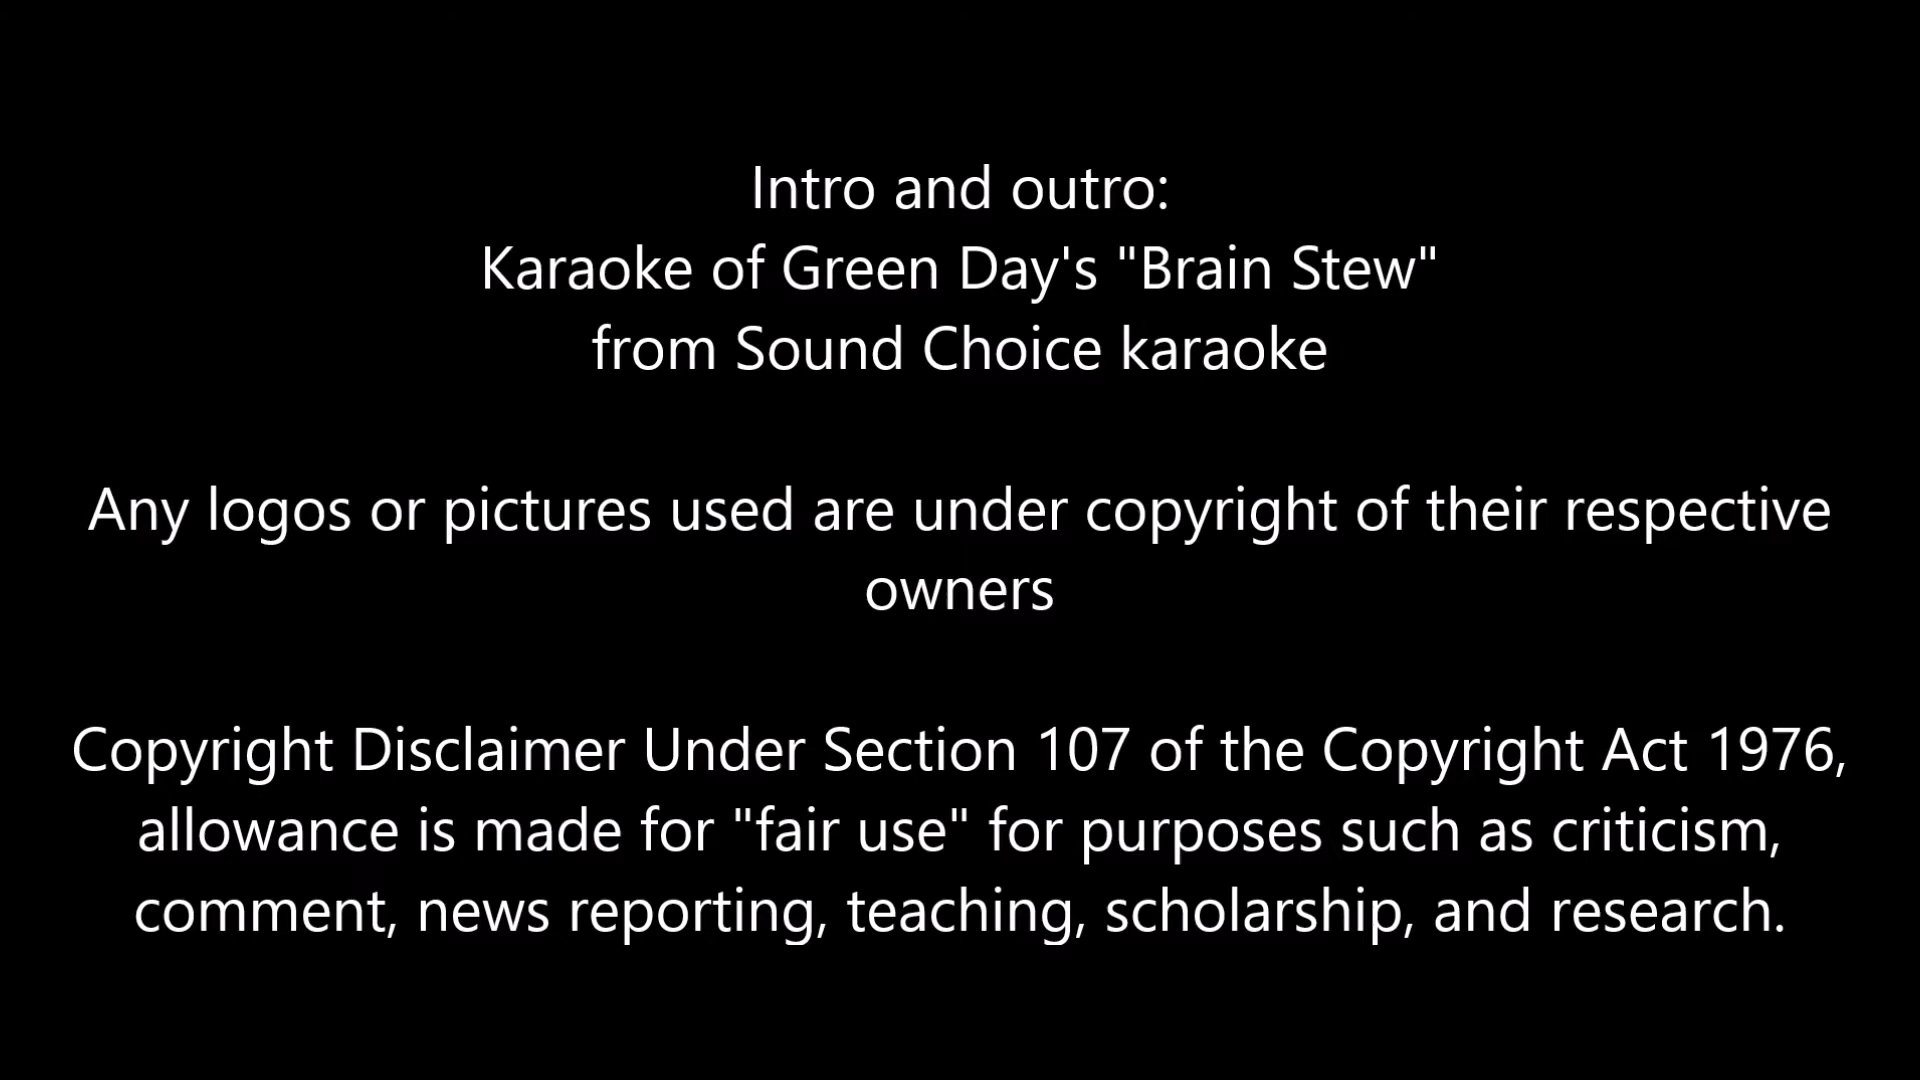 Intro and outro:
Karaoke of Green Day's "Brain Stew"
from Sound Choice karaoke
Any logos or pictures used are under copyright of their respective
owners
Copyright Disclaimer Under Section 107 of the Copyright Act 1976,
allowance is made for "fair use" for purposes such as criticism,
comment, news reporting, teaching, scholarship, and research.